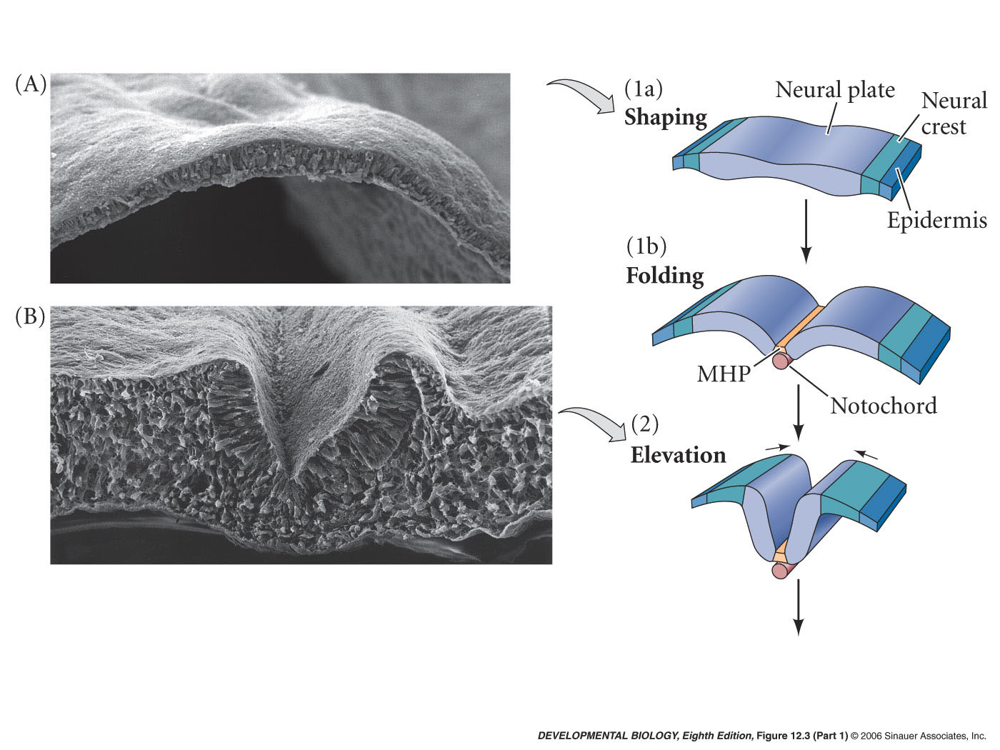 (A)
(1a)
Shaping
Neural plate
Neural
crest
Epidermis
(1b)
Folding
MHP
Notochord
(B)
(2)
Elevation
DEVELOPMENTAL BIOLOGY, Eighth Edition, Figure 12.3 (Part 1) © 2006 Sinauer Associates, Inc.